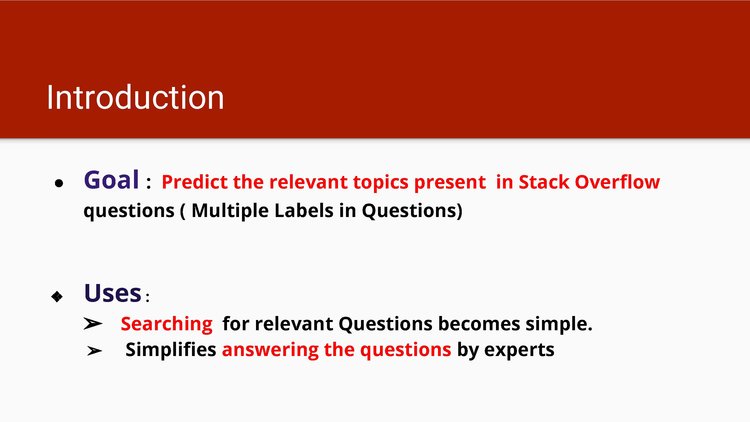 Introduction
● Goal : Predict the relevant topics present in Stack Overflow
questions ( Multiple Labels in Questions)
❖ Uses :
➢ Searching for relevant Questions becomes simple.
➢ Simplifies answering the questions by experts